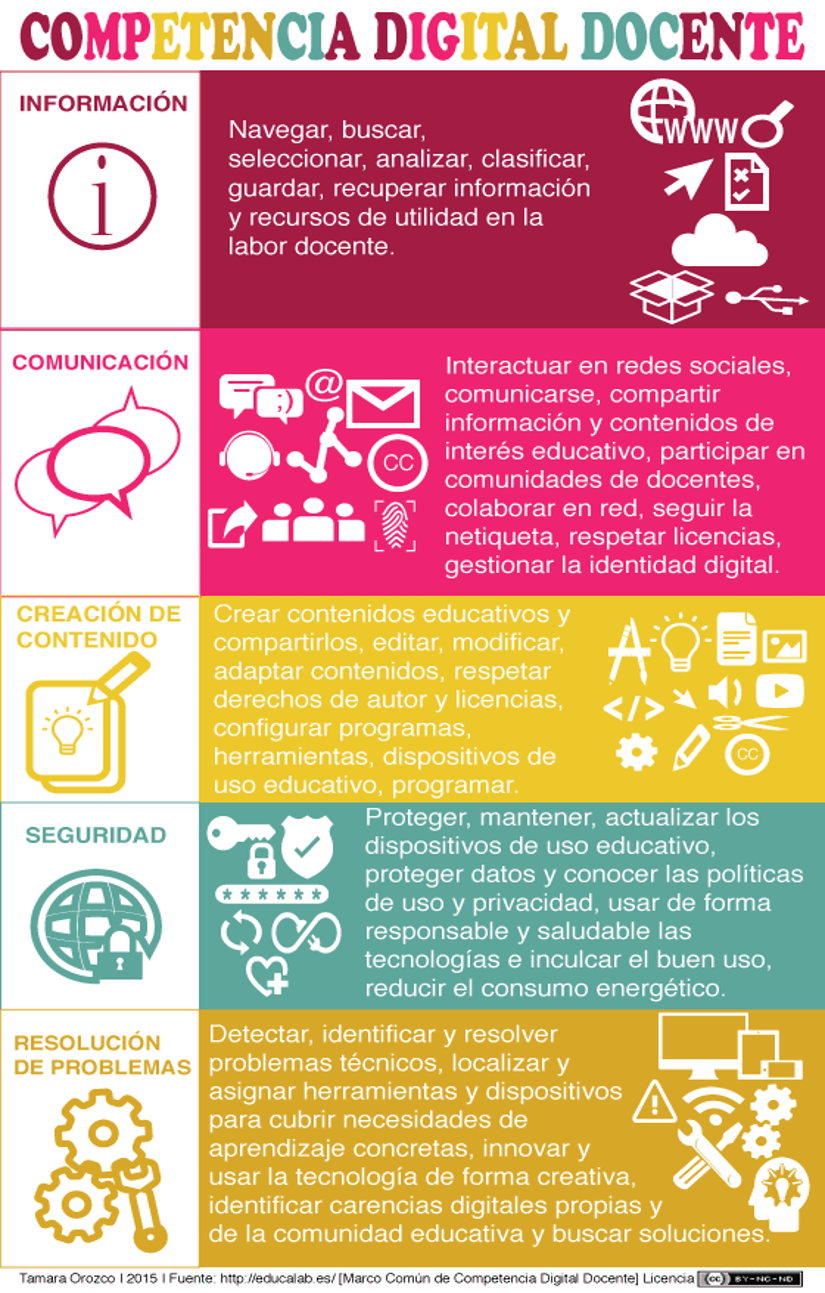 COMPETENCIA DIGITAL DOCENTE
INFORMACIÓN
i
Navegar, buscar,
seleccionar, analizar, clasificar,
guardar, recuperar información
y recursos de utilidad en la
labor docente.
WWW
COMUNICACIÓN
;)
@
CC
Interactuar en redes sociales,
comunicarse, compartir
información y contenidos de
interés educativo, participar en
comunidades de docentes,
colaborar en red, seguir la
netiqueta, respetar licencias,
gestionar la identidad digital.
CREACIÓN DE
CONTENIDO
Crear contenidos educativos y
compartirlos, editar, modificar,
adaptar contenidos, respetar
derechos de autor y licencias,
configurar programas,
herramientas, dispositivos de
uso educativo, programar.
</>
CC
SEGURIDAD
******
Proteger, mantener, actualizar los
dispositivos de uso educativo,
proteger datos y conocer las políticas
de uso y privacidad, usar de forma
responsable y saludable las
tecnologías e inculcar el buen uso,
reducir el consumo energético.
RESOLUCIÓN
DE PROBLEMAS
Detectar, identificar y resolver
problemas técnicos, localizar y
asignar herramientas y dispositivos
para cubrir necesidades de
aprendizaje concretas, innovar y
usar la tecnología de forma creativa,
identificar carencias digitales propias y
de la comunidad educativa y buscar soluciones.
Tamara Orozco I 2015 I Fuente: http://educalab.es/ [Marco Común de Competencia Digital Docente] Licencia (cc) BY-NC-ND